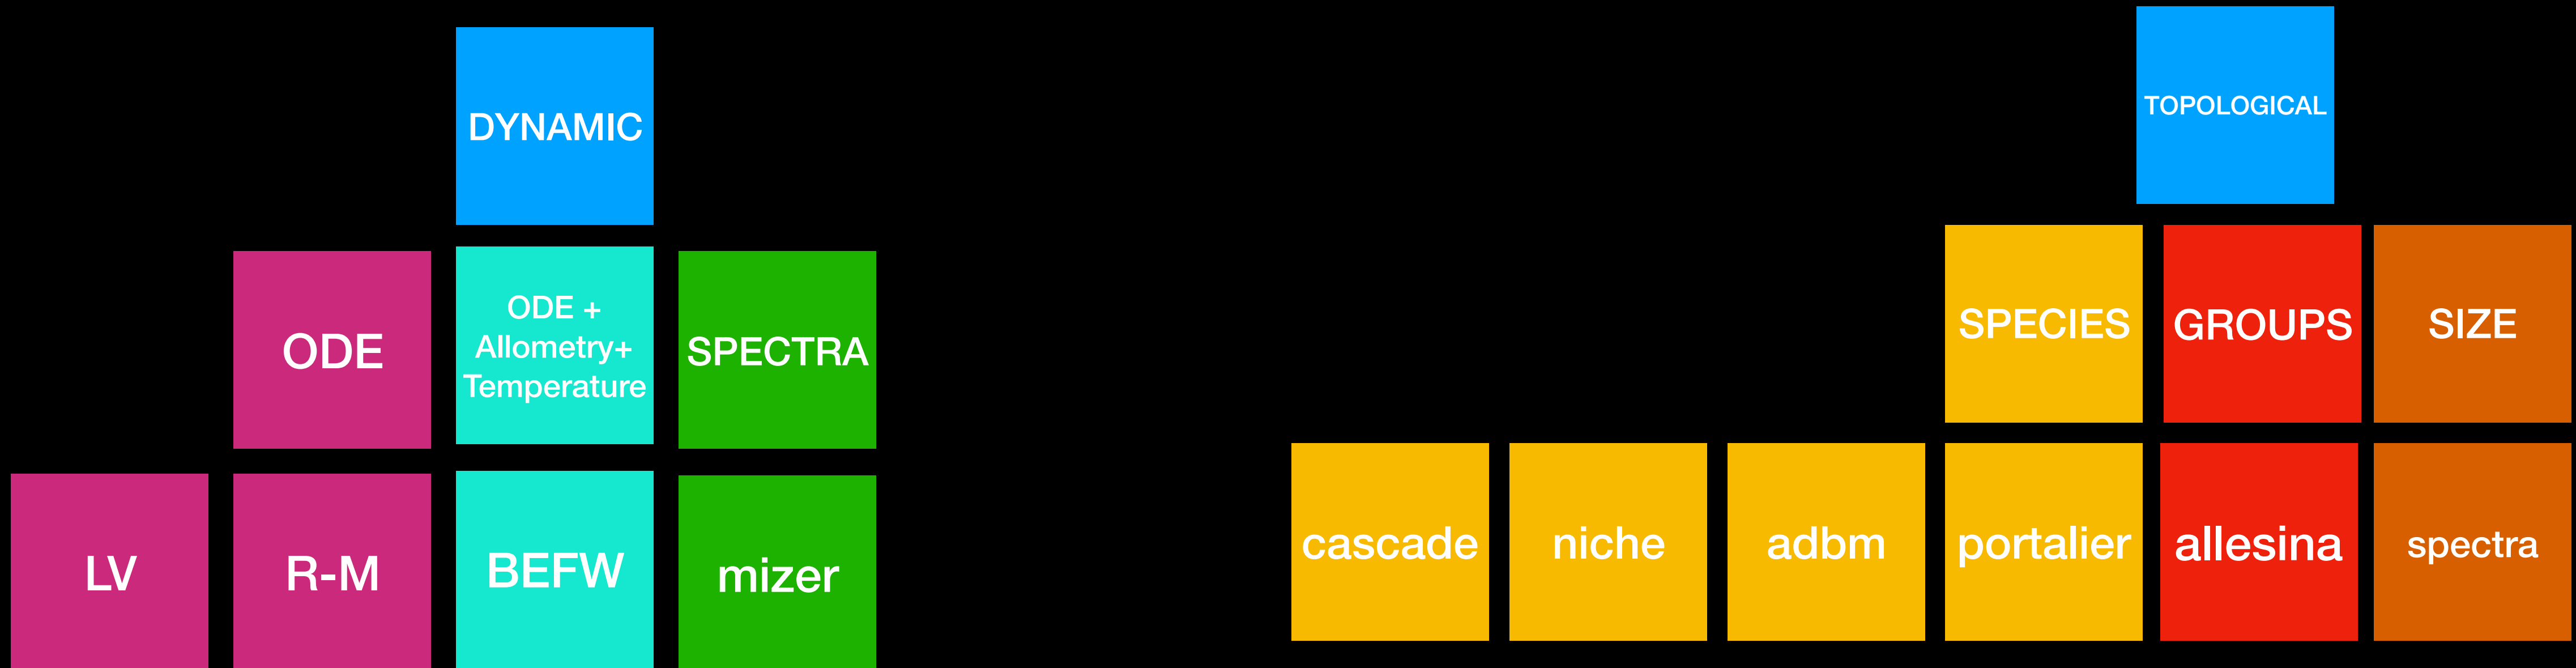 DYNAMIC
TOPOLOGICAL
ODE
ODE +
Allometry+
Temperature
SPECTRA
SPECIES
GROUPS
SIZE
LV
R-M
BEFW
mizer
cascade
niche
adbm
portalier
allesina
spectra